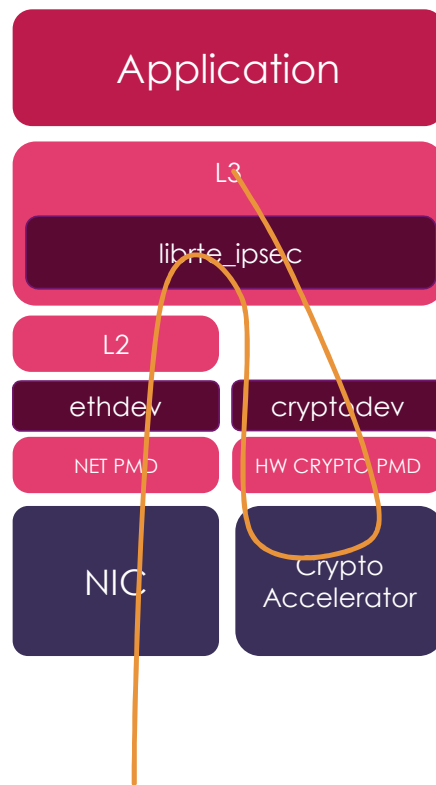 Application
L3
librte_ipsec
L2
ethdev
cryptodev
NET PMD
HW CRYPTO PMD
NIC
Crypto
Accelerator